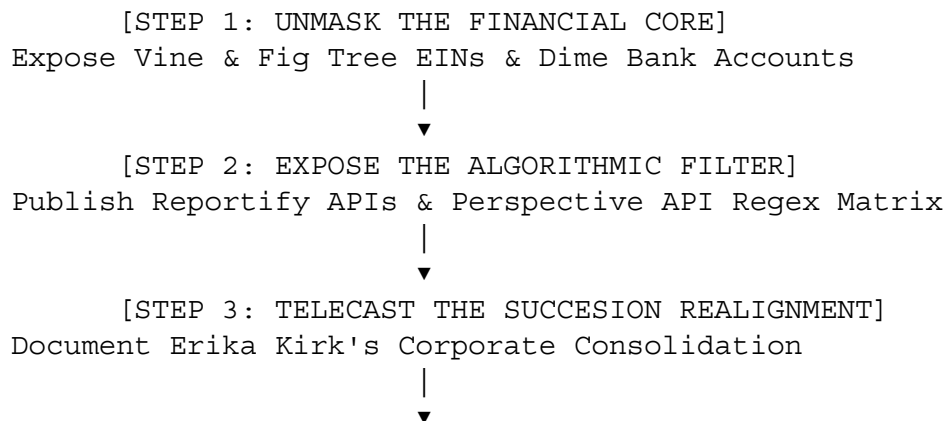 [STEP 1: UNMASK THE FINANCIAL CORE]
Expose Vine & Fig Tree EINs & Dime Bank Accounts
[STEP 2: EXPOSE THE ALGORITHMIC FILTER]
Publish Reportify APIs & Perspective API Regex Matrix
[STEP 3: TELECAST THE SUCCESION REALIGNMENT]
Document Erika Kirk's Corporate Consolidation